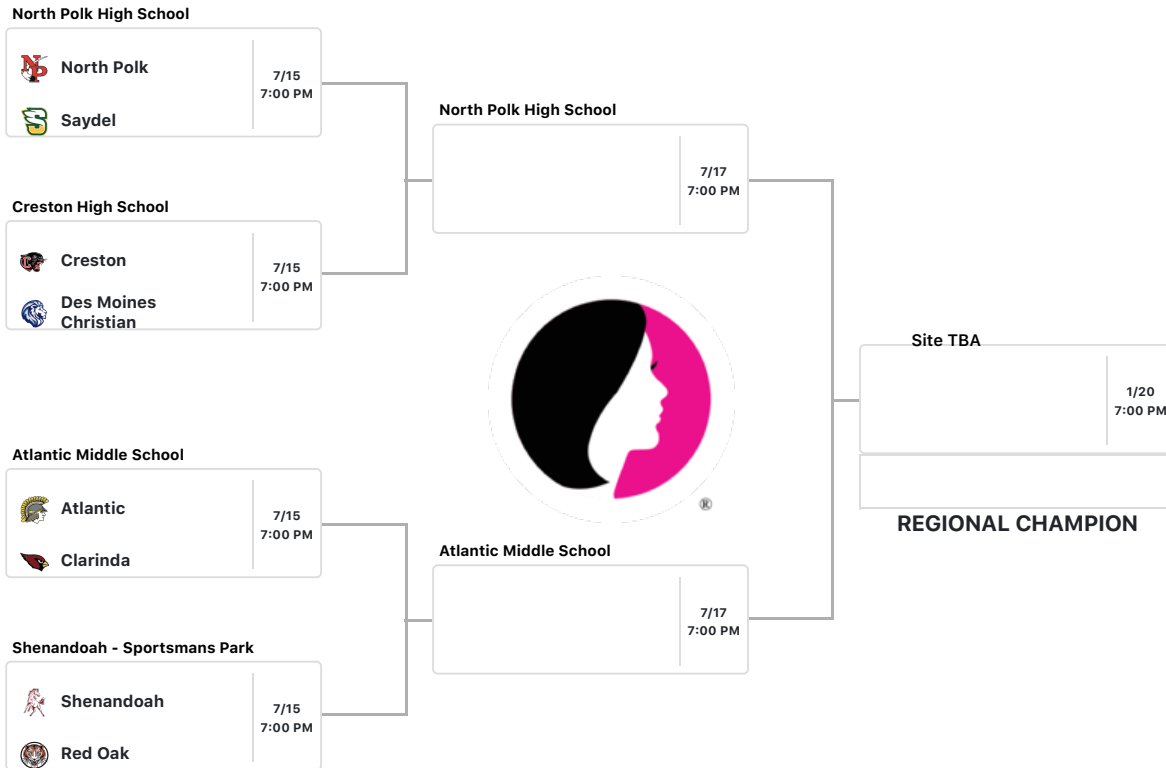 North Polk High School
North Polk
7/15
7:00 PM
Saydel
Creston High School
Creston
7/15
7:00 PM
Des Moines
Christian
Atlantic Middle School
Atlantic
7/15
7:00 PM
Clarinda
Shenandoah - Sportsmans Park
Shenandoah
7/15
7:00 PM
Red Oak
North Polk High School
7/17
7:00 PM
®
Atlantic Middle School
7/17
7:00 PM
Site TBA
1/20
7:00 PM
REGIONAL CHAMPION